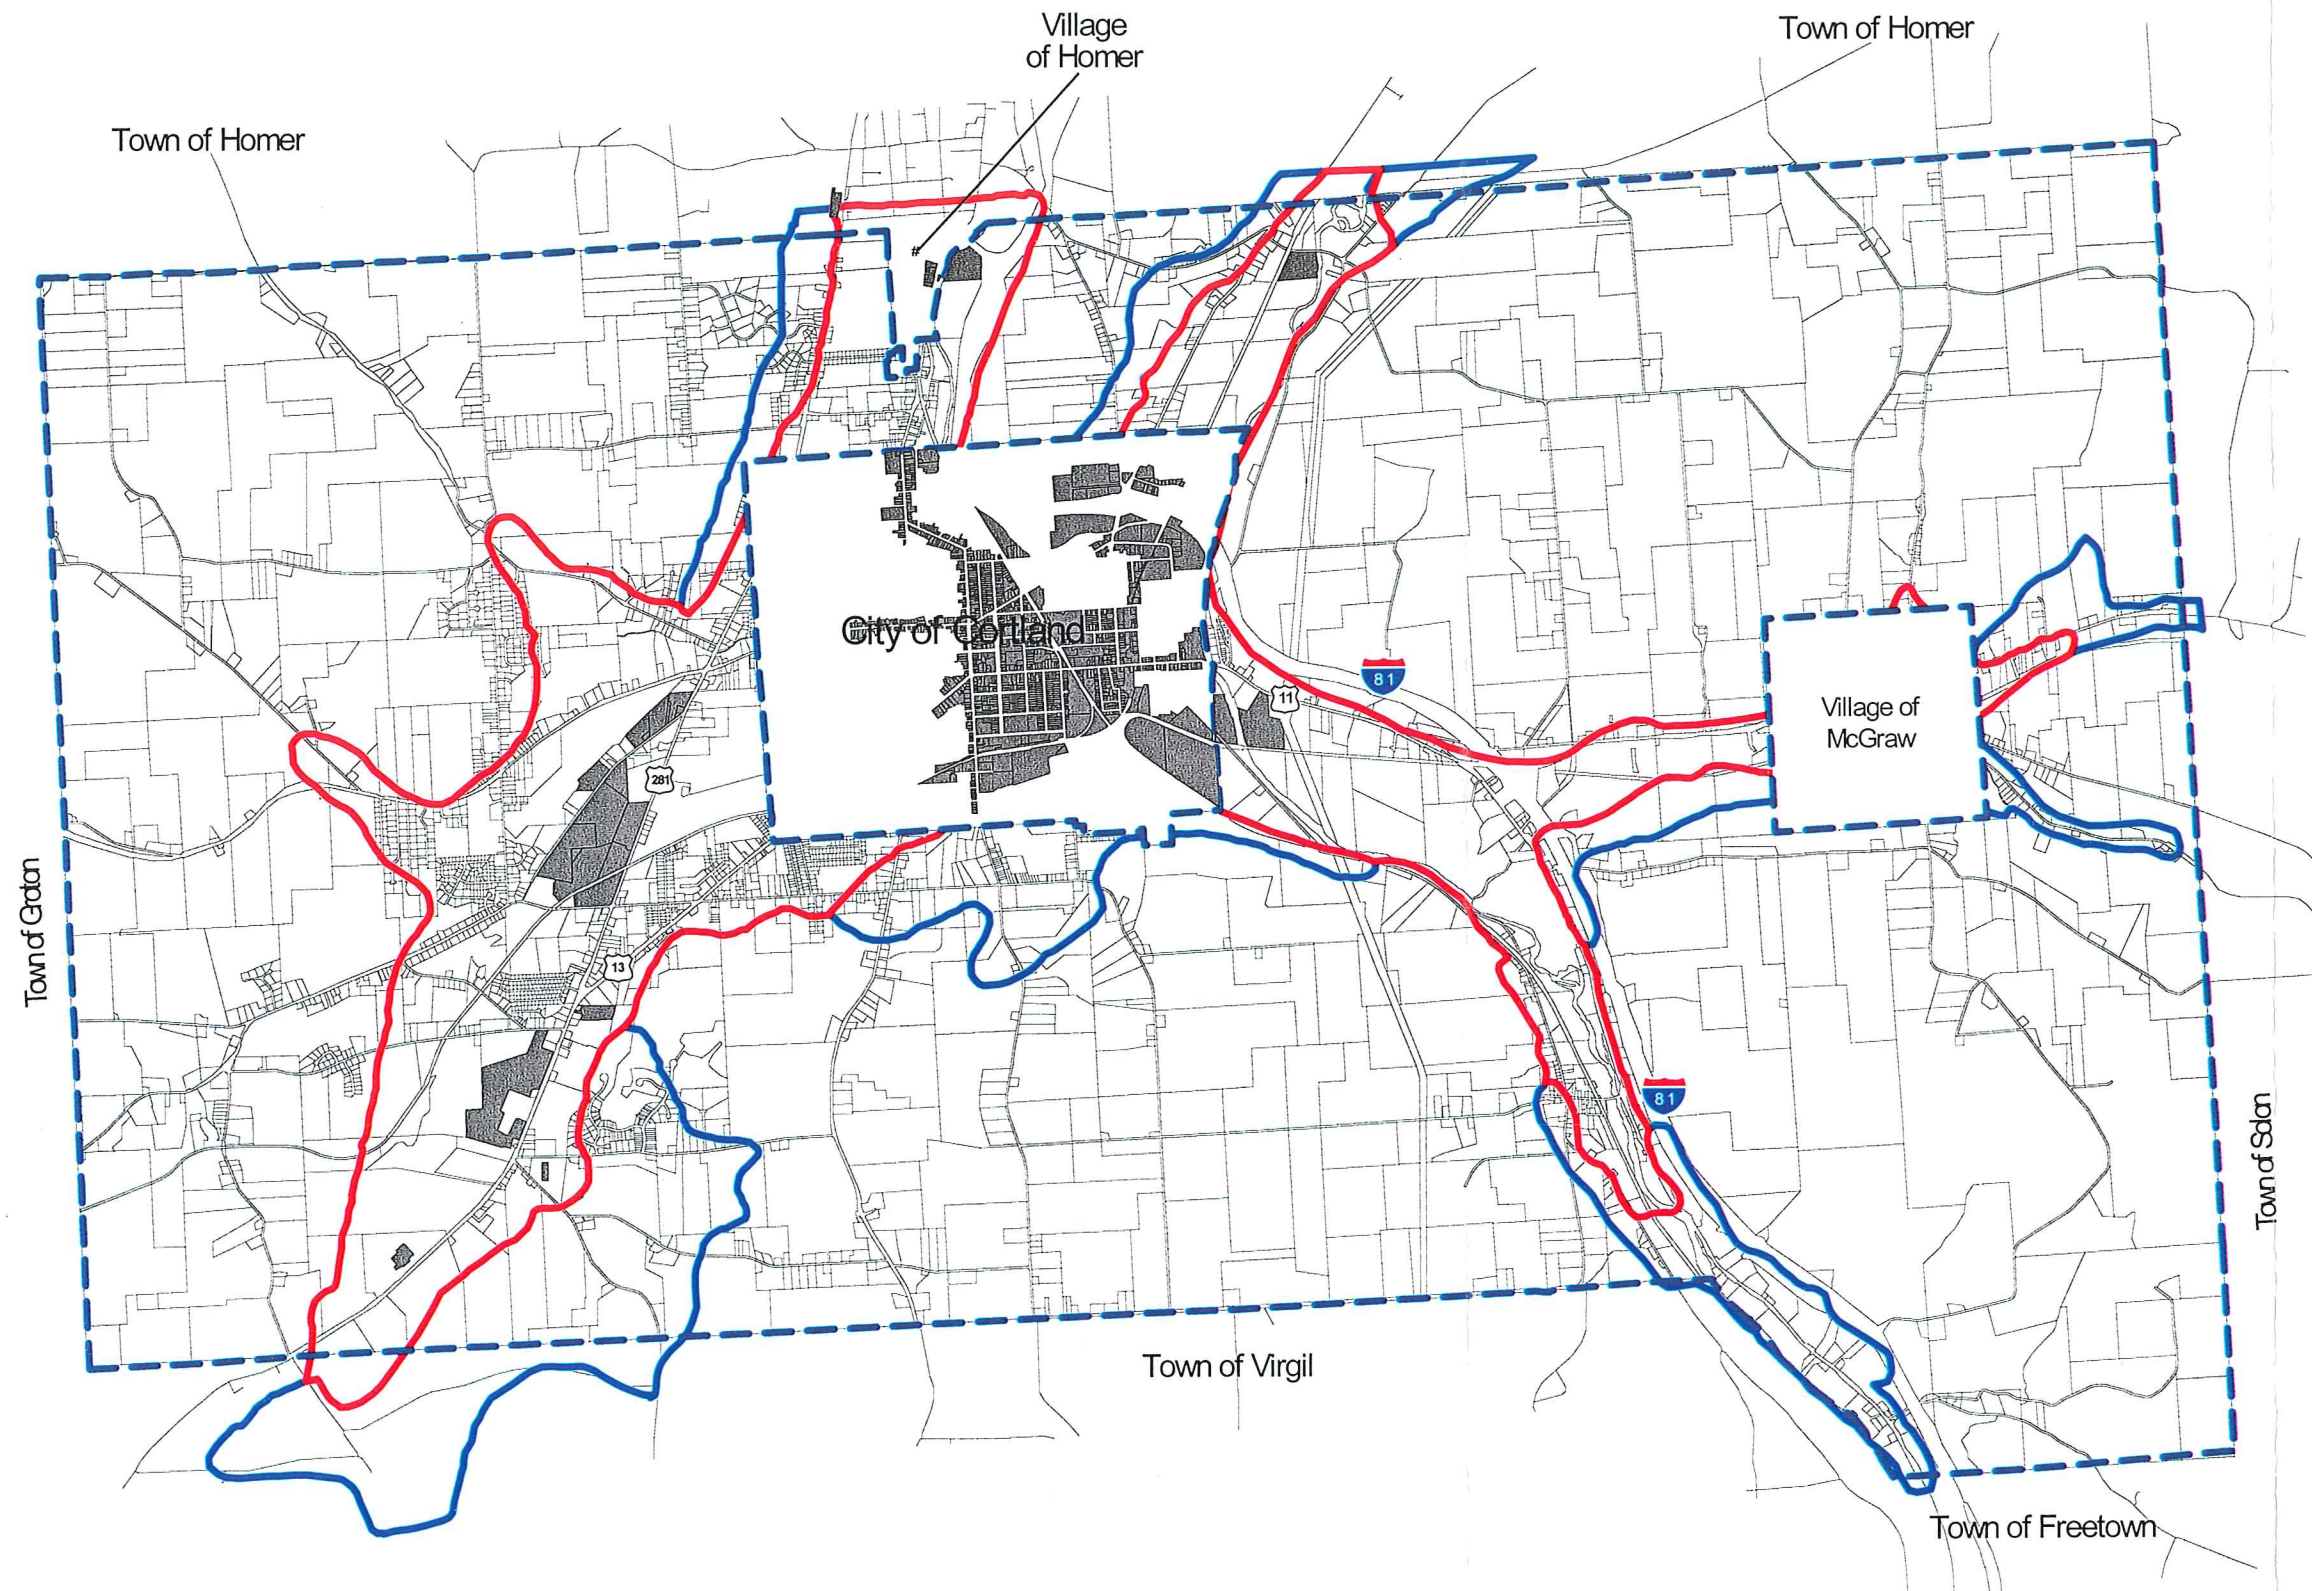 Village
of Homer
Town of Homer
Town of Homer
#
City of Cortland
81
11
Village of
McGraw
281
Town of Groton
13
81
Town of Solon
Town of Virgil
Town of Freetown